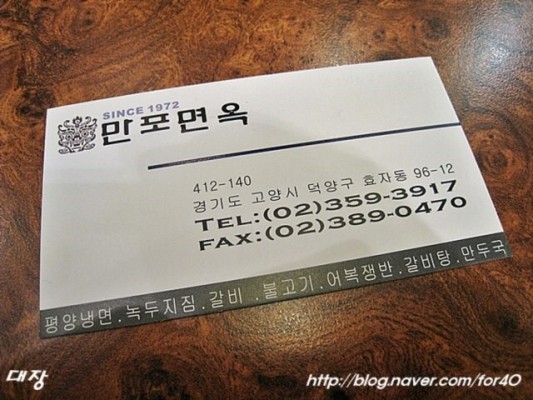 SINCE 1972
만포면옥
412-140
경기도 고양시 덕양구 효자동 96-12
TEL:(02)359-3917
FAX:(02)389-0470
평양냉면.녹두지짐.갈비.불고기.어복쟁반.갈비탕.만두국
대장
http://blog.naver.com/for40